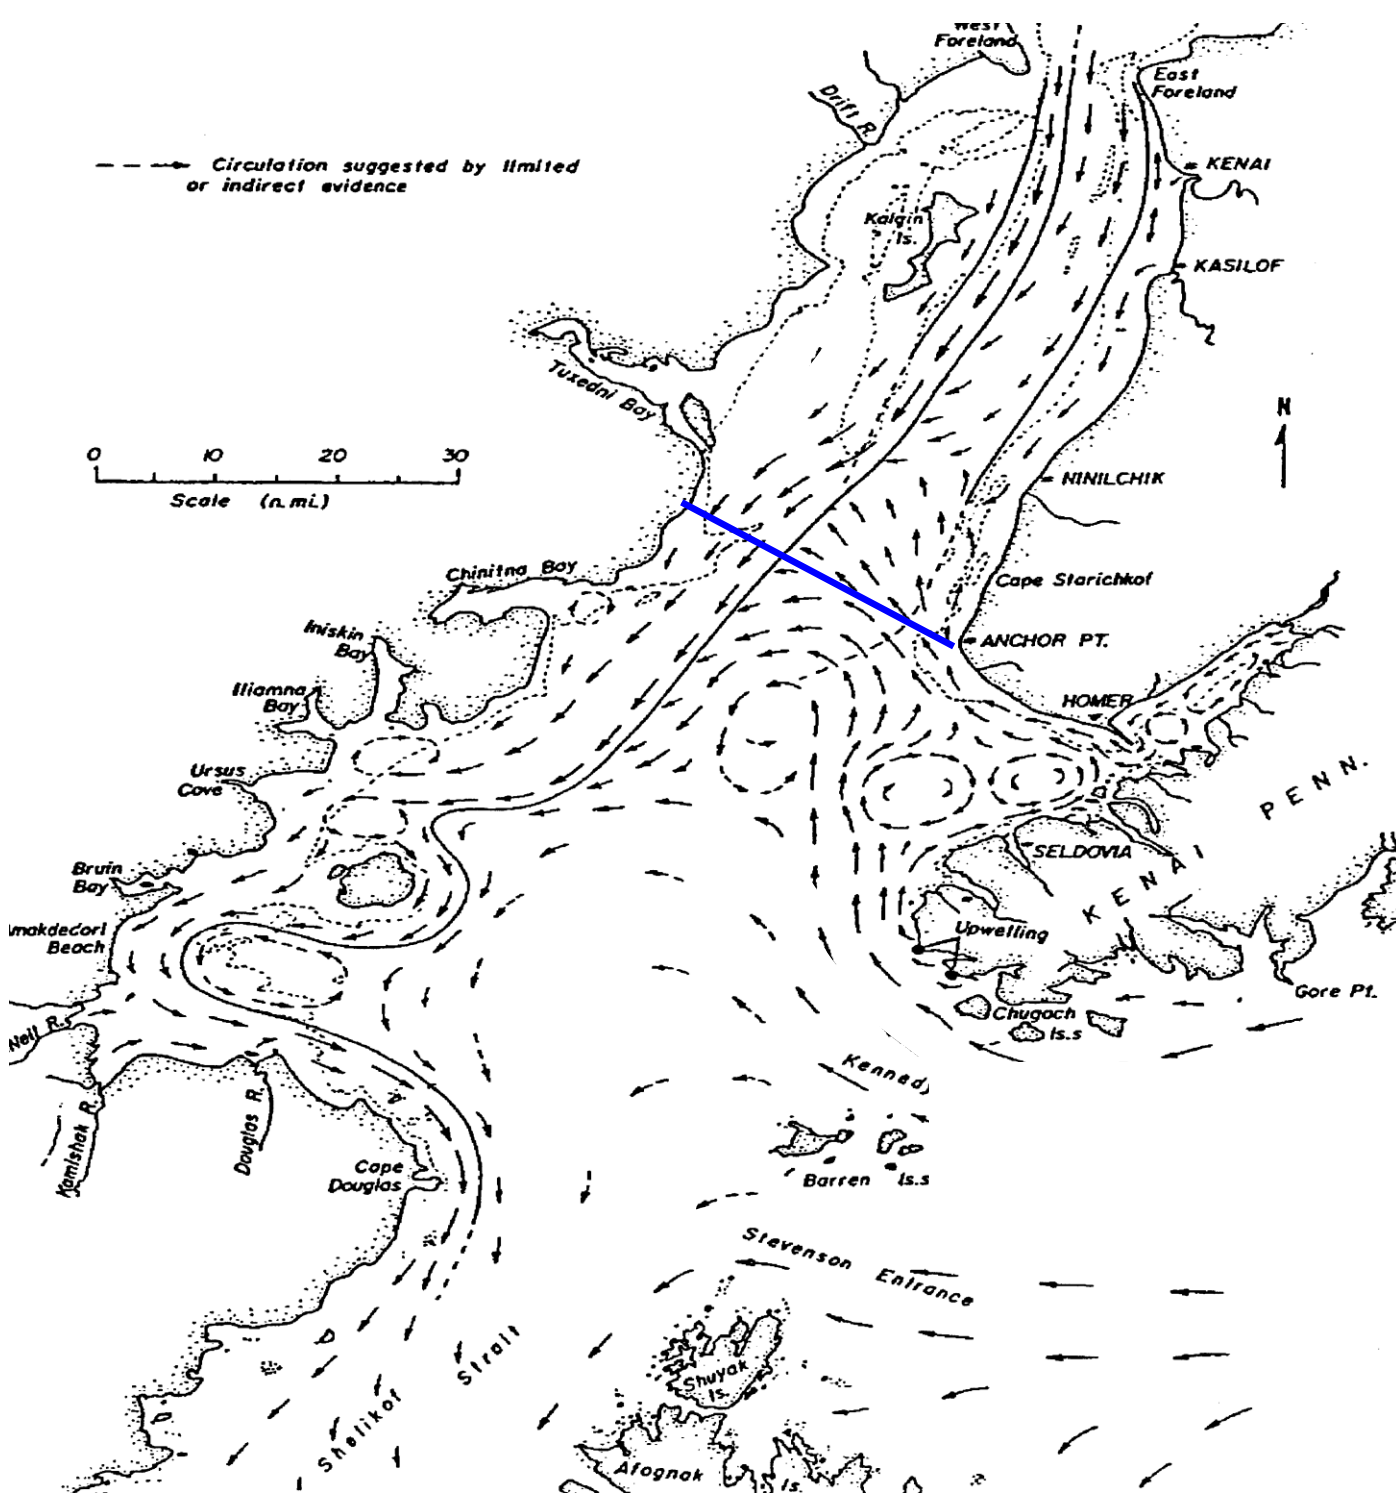 West
Foreland
East
Foreland
Drift R.
Circulation suggested by limited
or indirect evidence
KENAI
Kalgin
Is.
KASILOF
Tuxedni Bay
N
0 10 20 30
Scale (n.mi.)
NINILCHIK
Chinitna Bay
Cape Starichkof
Iniskin
Bay
ANCHOR PT.
Iliamna
Bay
HOMER
Ursus
Cove
KENAI PENN.
SELDOVIA
Bruin
Bay
Upwelling
makdedori
Beach
Gore Pt.
Chugach
Is.s
Neil R.s
Kenned
Kamishak R.
Douglas R.
Cape
Douglas
Barren Is.s
Stevenson Entrance
Shelikof Strait
Shuyak
Is.
Afognak Is.